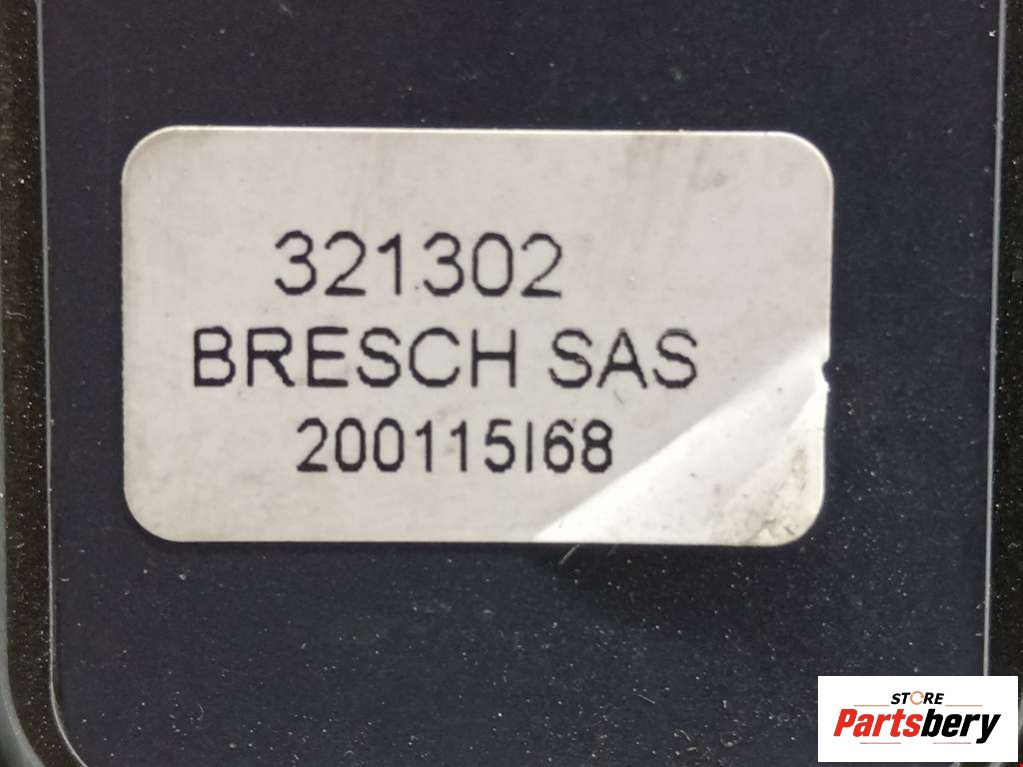 321302
BRESCH SAS
200115I68
STORE
Partsbery